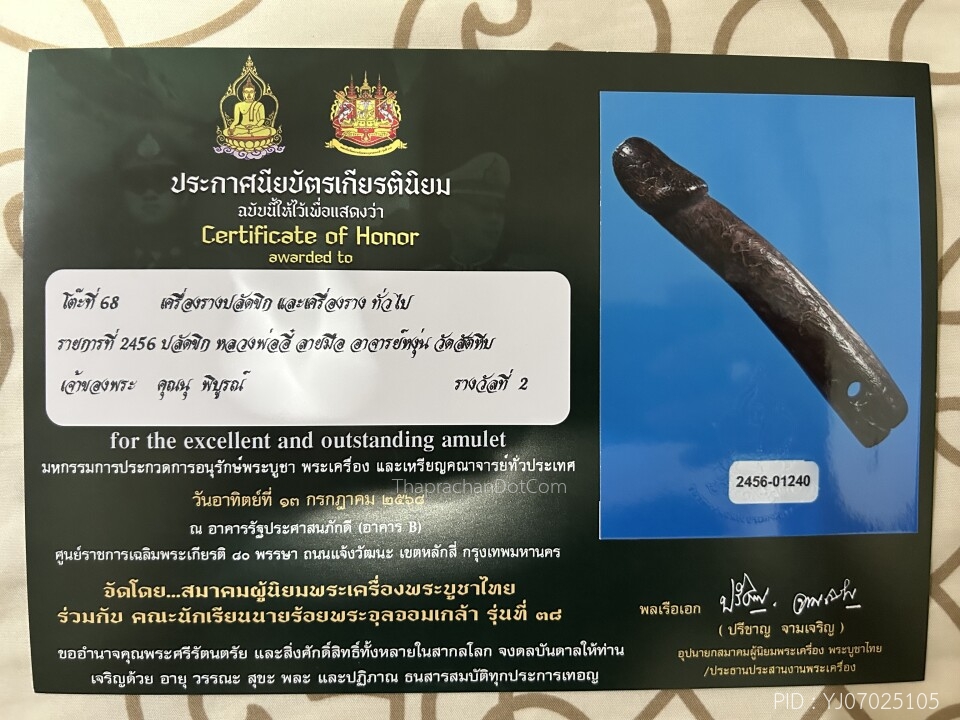 ประกาศนียบัตรเกียรตินิยม
ฉบับนี้ให้ไว้เพื่อแสดงว่า
Certificate of Honor
awarded to
โต๊ะที่ 68 เครื่องรางปลัดขิก และเครื่องราง ทั่วไป
รายการที่ 2456 ปลัดขิก หลวงพ่ออี๋ ลายมือ อาจารย์หงุ่น วัดสัตหีบ
เจ้าของพระ คุณนุ พิบูรณ์ รางวัลที่ 2
for the excellent and outstanding amulet
มหกรรมการประกวดการอนุรักษ์พระบูชา พระเครื่อง และเหรียญคณาจารย์ทั่วประเทศ
ThaprachanDotCom
วันอาทิตย์ที่ ๑๓ กรกฎาคม ๒๕๖๘
ณ อาคารรัฐประศาสนภักดี (อาคาร B)
ศูนย์ราชการเฉลิมพระเกียรติ ๘๐ พรรษา ถนนแจ้งวัฒนะ เขตหลักสี่ กรุงเทพมหานคร
จัดโดย...สมาคมผู้นิยมพระเครื่องพระบูชาไทย
ร่วมกับ คณะนักเรียนนายร้อยพระจุลจอมเกล้า รุ่นที่ ๓๘
ขออำนาจคุณพระศรีรัตนตรัย และสิ่งศักดิ์สิทธิ์ทั้งหลายในสากลโลก จงดลบันดาลให้ท่าน
เจริญด้วย อายุ วรรณะ สุขะ พละ และปฏิภาณ ธนสารสมบัติทุกประการเทอญ
2456-01240
พลเรือเอก
( ปรีชาญ จามเจริญ )
อุปนายกสมาคมผู้นิยมพระเครื่อง พระบูชาไทย
/ประธานประสานงานพระเครื่อง
PID : YJ07025105